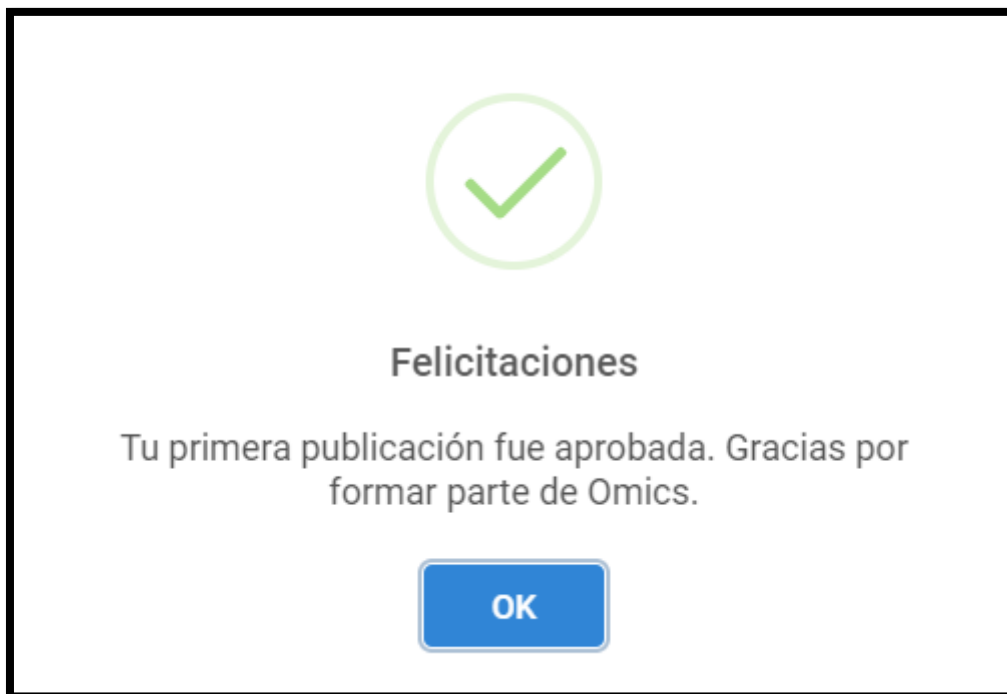 Felicitaciones
Tu primera publicación fue aprobada. Gracias por
formar parte de Omics.
OK